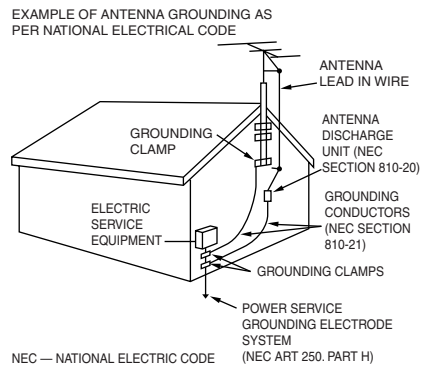 EXAMPLE OF ANTENNA GROUNDING AS
PER NATIONAL ELECTRICAL CODE
ANTENNA
LEAD IN WIRE
GROUNDING
CLAMP
ANTENNA
DISCHARGE
UNIT (NEC
SECTION 810-20)
ELECTRIC
SERVICE
EQUIPMENT
GROUNDING
CONDUCTORS
(NEC SECTION
810-21)
GROUNDING CLAMPS
POWER SERVICE
GROUNDING ELECTRODE
SYSTEM
(NEC ART 250. PART H)
NEC — NATIONAL ELECTRIC CODE